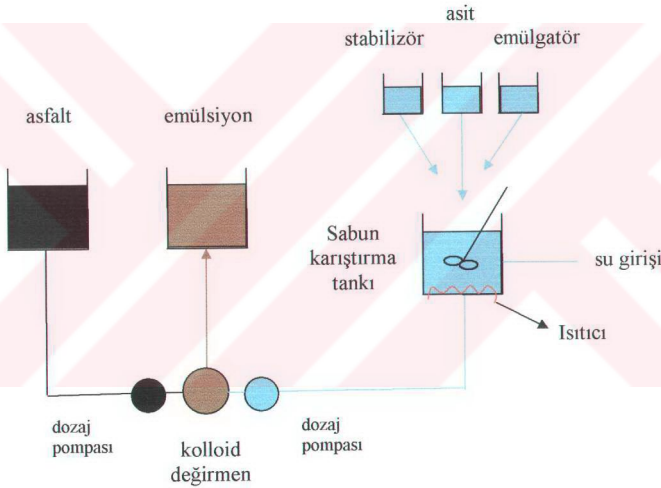 asit
stabilizör
emülgatör
asfalt
emülsiyon
Sabun
karıştırma
tankı
su girişi
Isıtıcı
dozaj
pompası
kolloid
değirmen
dozaj
pompası